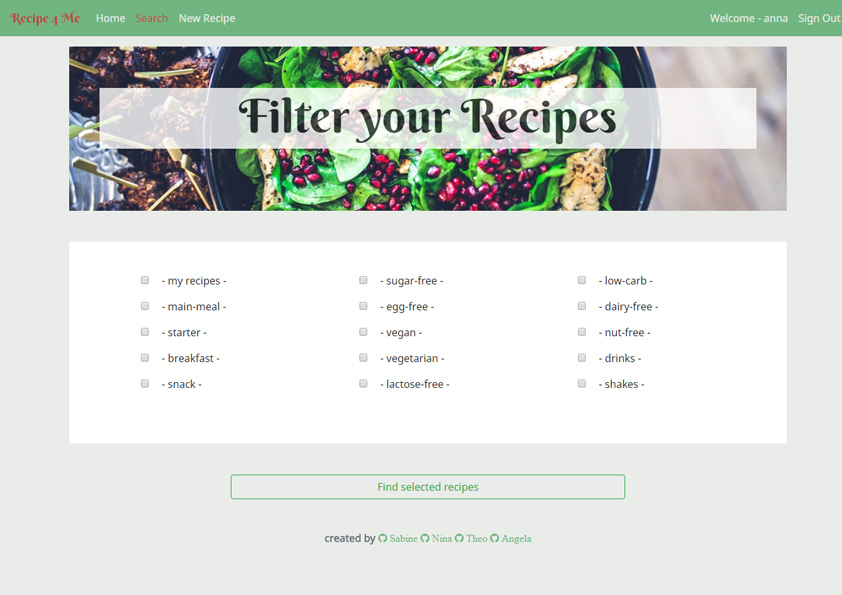 Recipe 4 Me Home Search New Recipe Welcome - anna Sign Out
Filter your Recipes
- my recipes - - sugar-free - - low-carb -
- main-meal - - egg-free - - dairy-free -
- starter - - vegan - - nut-free -
- breakfast - - vegetarian - - drinks -
- snack - - lactose-free - - shakes -
Find selected recipes
created by Sabine Nina Theo Angela